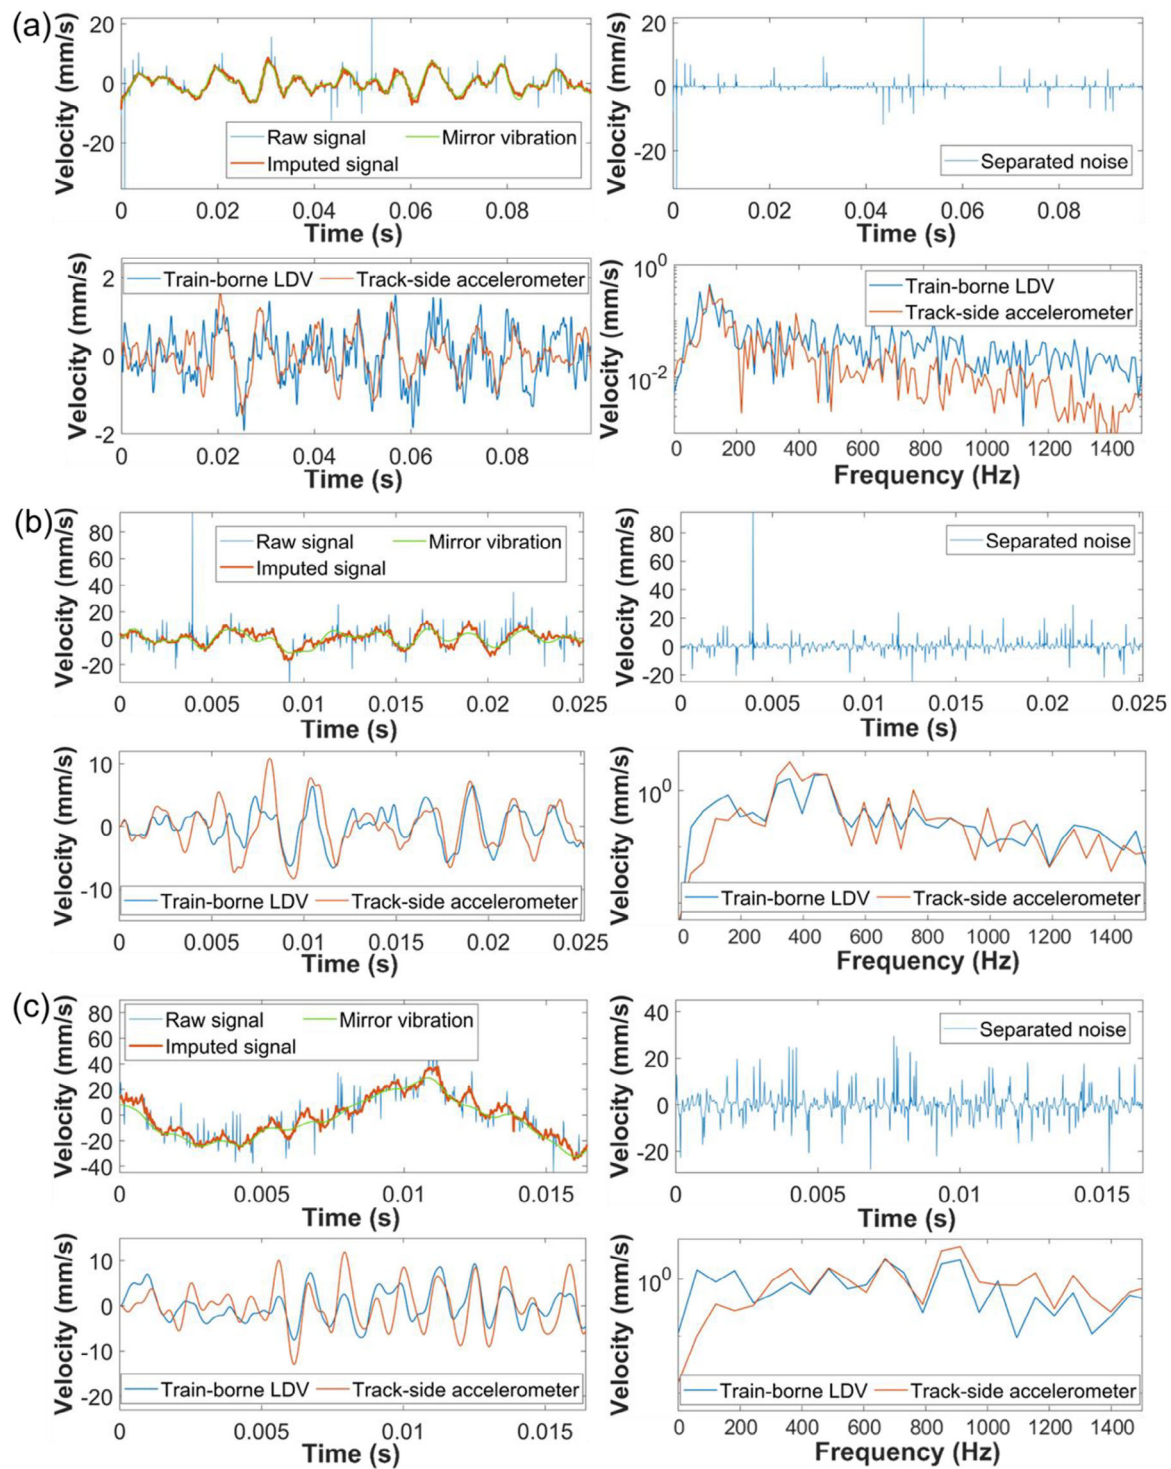 (a)
Velocity (mm/s)
20
0
-20
Raw signal
Mirror vibration
Imputed signal
0 0.02 0.04 0.06 0.08
Time (s)
Velocity (mm/s)
20
0
-20
Separated noise
0 0.02 0.04 0.06 0.08
Time (s)
Velocity (mm/s)
2
0
-2
Train-borne LDV
Track-side accelerometer
0 0.02 0.04 0.06 0.08
Time (s)
Velocity (mm/s)
10^0
10^-2
Train-borne LDV
Track-side accelerometer
0 200 400 600 800 1000 1200 1400
Frequency (Hz)
(b)
Velocity (mm/s)
80
60
40
20
0
-20
Raw signal
Mirror vibration
Imputed signal
0 0.005 0.01 0.015 0.02 0.025
Time (s)
Velocity (mm/s)
80
60
40
20
0
-20
Separated noise
0 0.005 0.01 0.015 0.02 0.025
Time (s)
Velocity (mm/s)
10
0
-10
Train-borne LDV
Track-side accelerometer
0 0.005 0.01 0.015 0.02 0.025
Time (s)
Velocity (mm/s)
10^0
Train-borne LDV
Track-side accelerometer
0 200 400 600 800 1000 1200 1400
Frequency (Hz)
(c)
Velocity (mm/s)
80
60
40
20
0
-20
-40
Raw signal
Mirror vibration
Imputed signal
0 0.005 0.01 0.015
Time (s)
Velocity (mm/s)
40
20
0
-20
Separated noise
0 0.005 0.01 0.015
Time (s)
Velocity (mm/s)
10
0
-10
-20
Train-borne LDV
Track-side accelerometer
0 0.005 0.01 0.015
Time (s)
Velocity (mm/s)
10^0
Train-borne LDV
Track-side accelerometer
0 200 400 600 800 1000 1200 1400
Frequency (Hz)